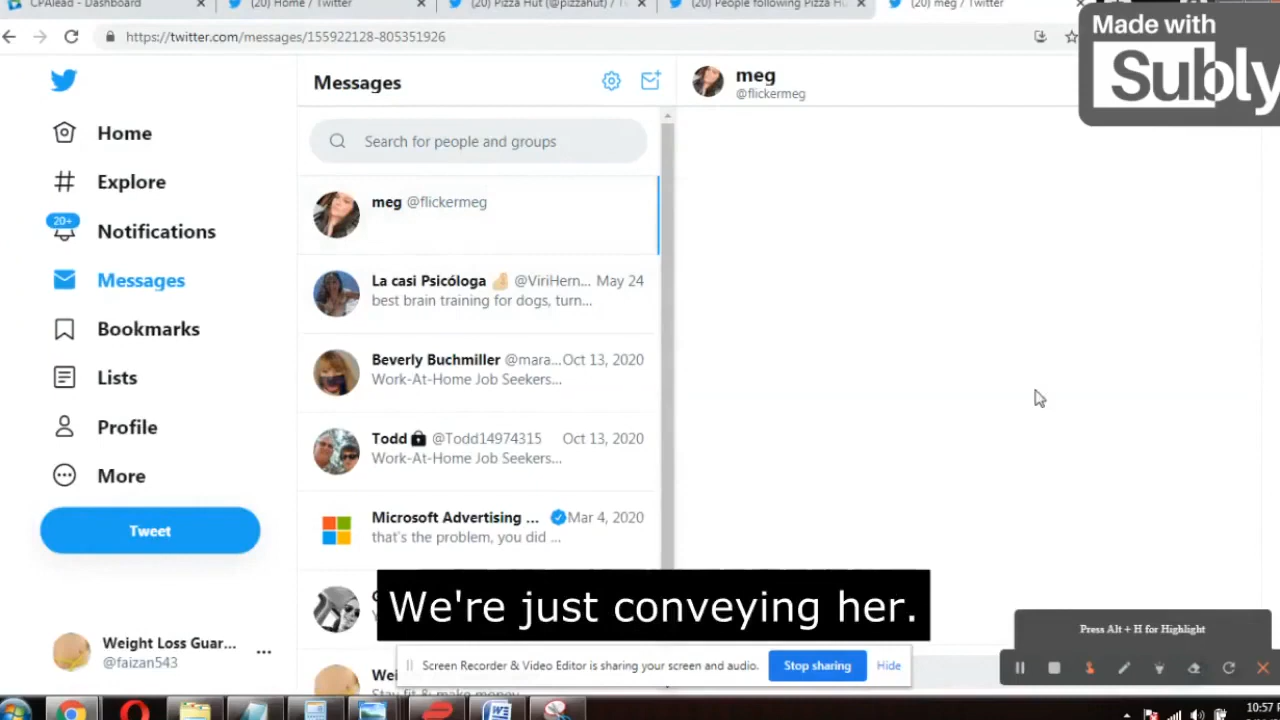 CPAlead - Dashboard
(20) Home / Twitter
(20) Pizza Hut (@pizzahut) / T
(20) People following Pizza H
(20) meg / Twitter
https://twitter.com/messages/155922128-805351926
Made with
Subly
Messages
meg
@flickermeg
Home
Search for people and groups
Explore
meg @flickermeg
20+
Notifications
Messages
La casi Psicóloga @ViriHern... May 24
best brain training for dogs, turn...
Bookmarks
Beverly Buchmiller @mara... Oct 13, 2020
Work-At-Home Job Seekers...
Lists
Profile
Todd @Todd14974315 Oct 13, 2020
Work-At-Home Job Seekers...
More
Microsoft Advertising ... Mar 4, 2020
that's the problem, you did ...
Tweet
We're just conveying her.
Press Alt + H for Highlight
Weight Loss Guar...
@faizan543
Screen Recorder & Video Editor is sharing your screen and audio.
Stop sharing
Hide
Wei
Stay fit & make money
10:57